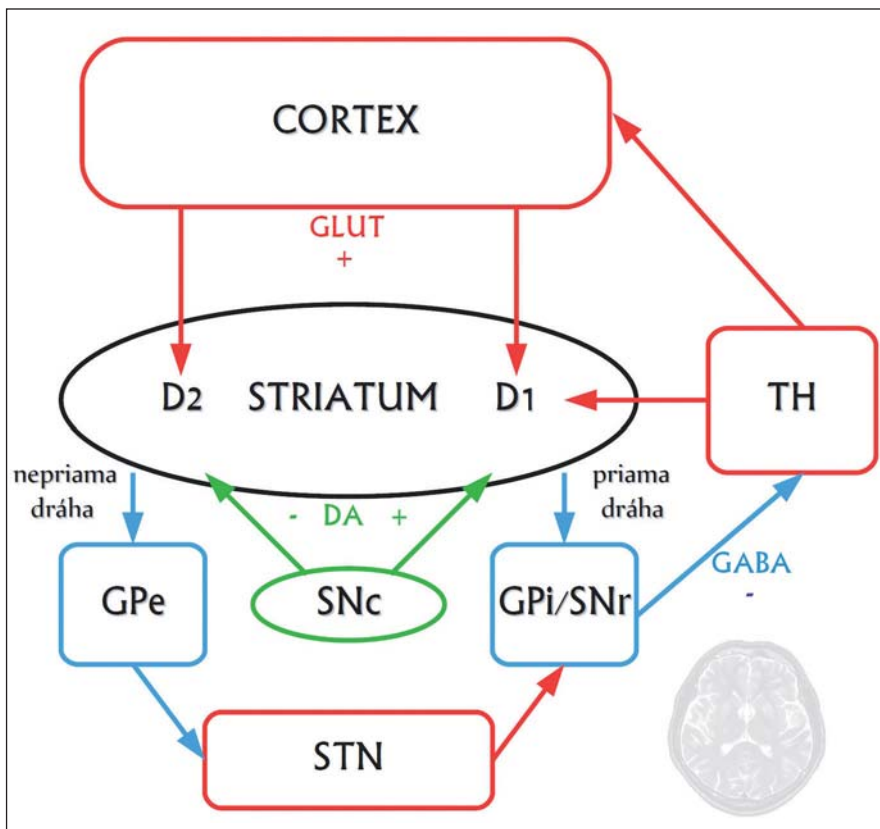 CORTEX
GLUT
+
D2 STRIATUM D1
TH
nepriama
dráha
- DA +
priama
dráha
GPe
SNc
GPi/SNr
GABA
-
STN